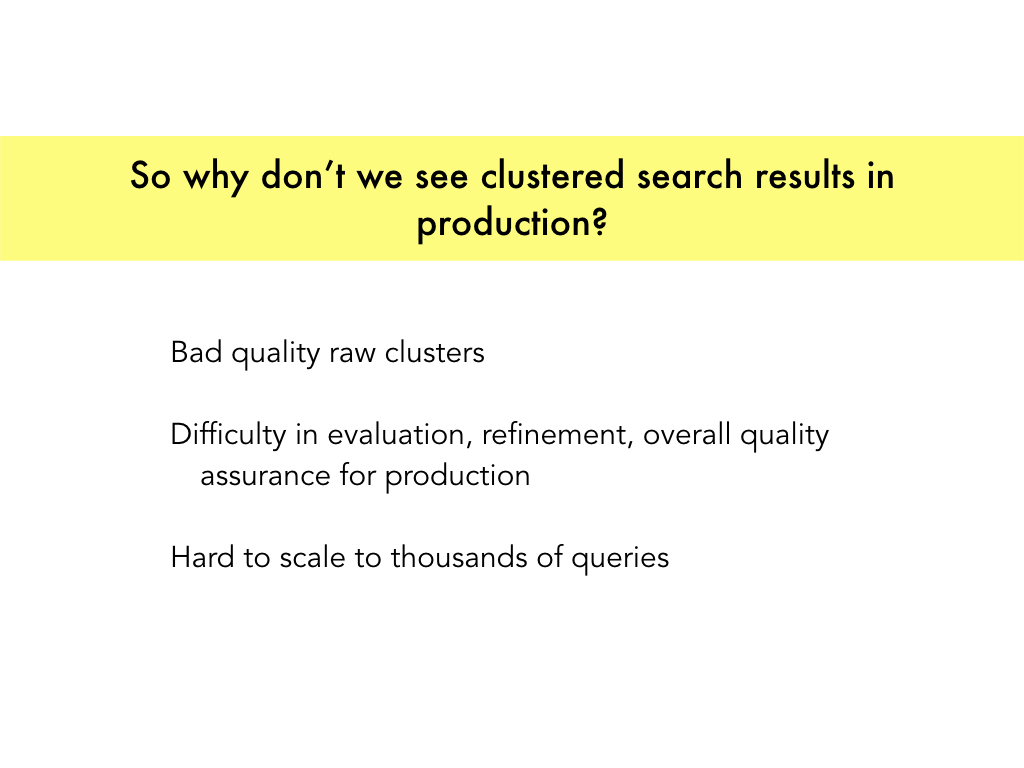 So why don’t we see clustered search results in
production?
Bad quality raw clusters
Difficulty in evaluation, refinement, overall quality
assurance for production
Hard to scale to thousands of queries